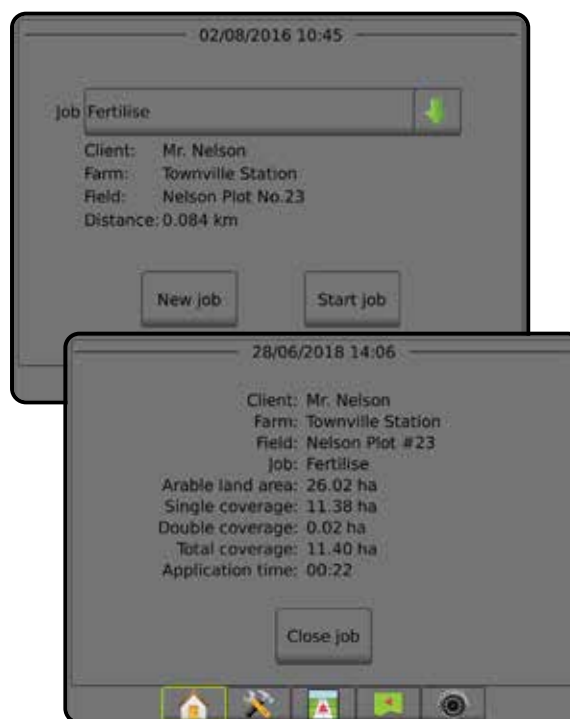 02/08/2016 10:45
Job Fertilise
Client: Mr. Nelson
Farm: Townville Station
Field: Nelson Plot No.23
Distance: 0.084 km
New job Start job
28/06/2018 14:06
Client: Mr. Nelson
Farm: Townville Station
Field: Nelson Plot #23
Job: Fertilise
Arable land area: 26.02 ha
Single coverage: 11.38 ha
Double coverage: 0.02 ha
Total coverage: 11.40 ha
Application time: 00:22
Close job